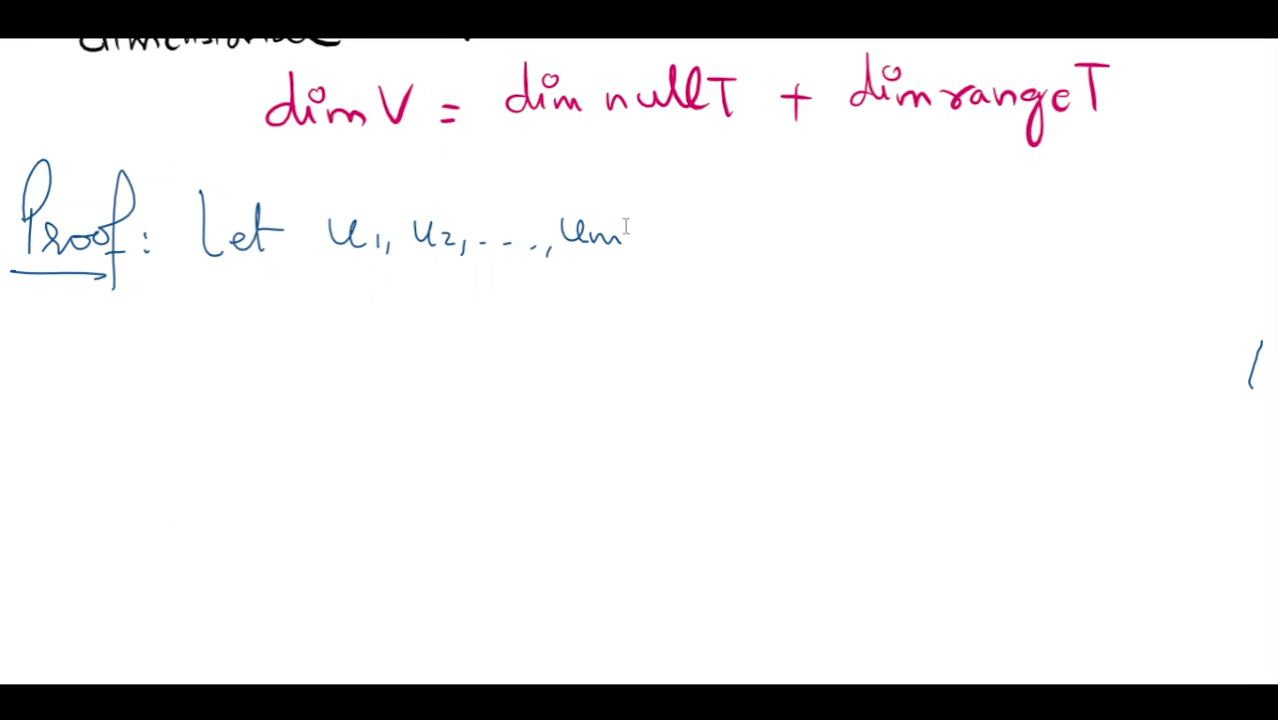 dim V = dim null T + dim range T
Proof: Let u1, u2, ..., um